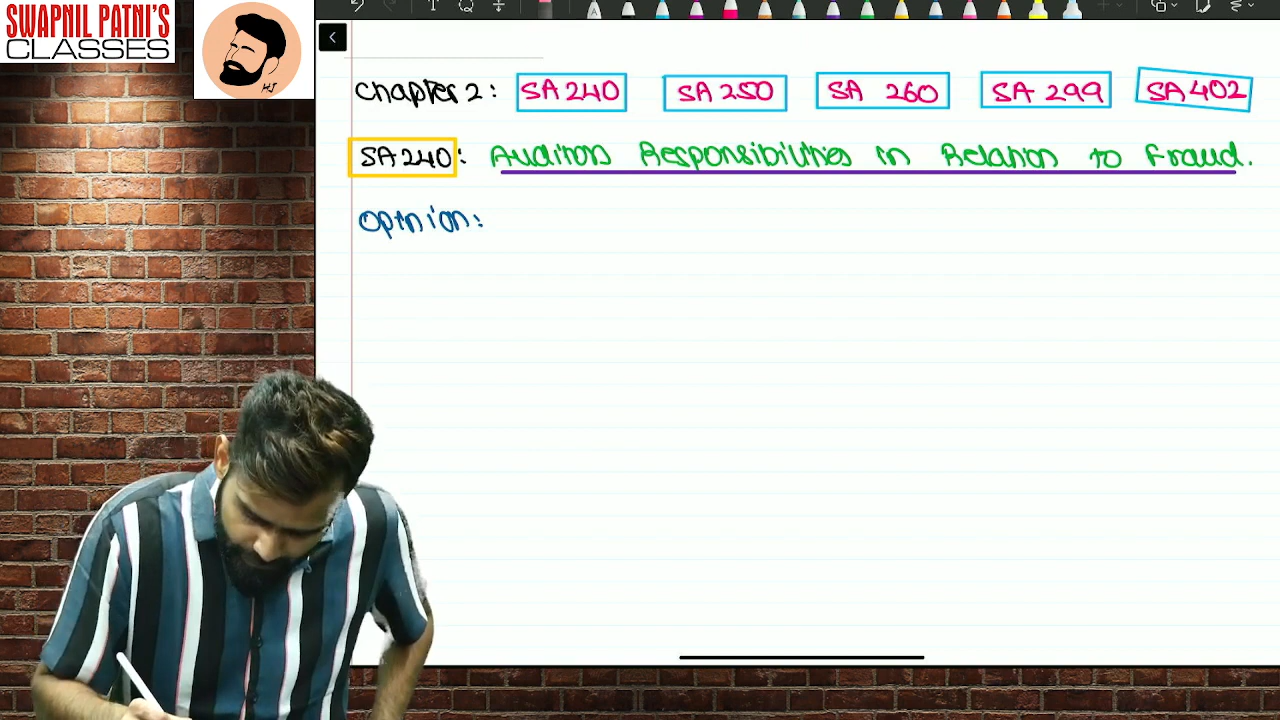 SWAPNIL PATNI'S
CLASSES
Chapter 2: SA 240 SA 250 SA 260 SA 299 SA 402
SA 240: Auditors Responsibilities in Relation to Fraud.
Opinion: